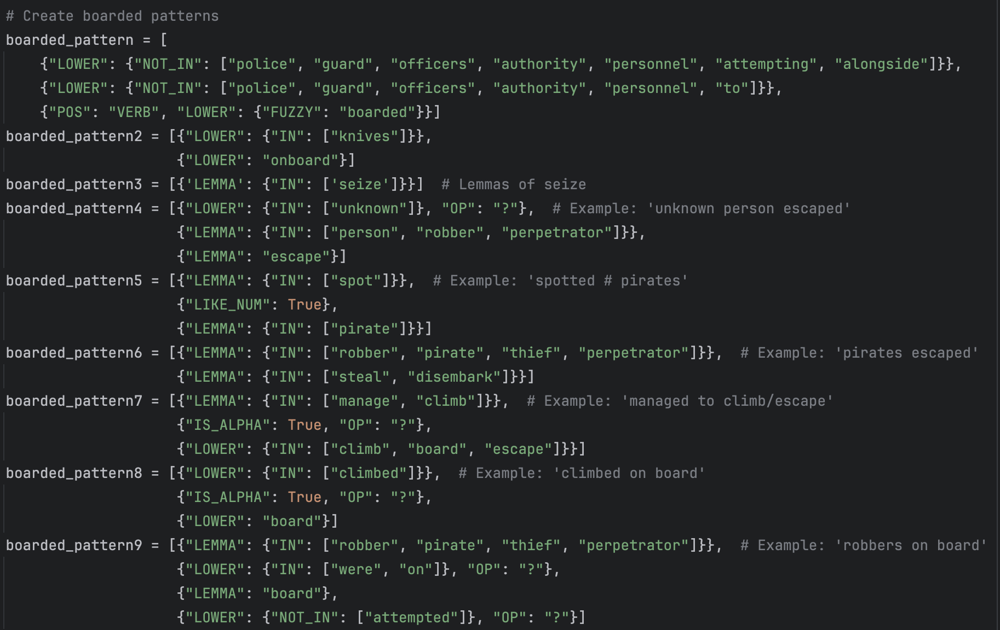 # Create boarded patterns
boarded_pattern = [
    {"LOWER": {"NOT_IN": ["police", "guard", "officers", "authority", "personnel", "attempting", "alongside"]}},
    {"LOWER": {"NOT_IN": ["police", "guard", "officers", "authority", "personnel", "to"]}},
    {"POS": "VERB", "LOWER": {"FUZZY": "boarded"}}]
boarded_pattern2 = [{"LOWER": {"IN": ["knives"]}},
                    {"LOWER": "onboard"}]
boarded_pattern3 = [{'LEMMA': {"IN": ['seize']}}]  # Lemmas of seize
boarded_pattern4 = [{"LOWER": {"IN": ["unknown"]}, "OP": "?"},  # Example: 'unknown person escaped'
                    {"LEMMA": {"IN": ["person", "robber", "perpetrator"]}},
                    {"LEMMA": "escape"}]
boarded_pattern5 = [{"LEMMA": {"IN": ["spot"]}},  # Example: 'spotted # pirates'
                    {"LIKE_NUM": True},
                    {"LEMMA": {"IN": ["pirate"]}}]
boarded_pattern6 = [{"LEMMA": {"IN": ["robber", "pirate", "thief", "perpetrator"]}},  # Example: 'pirates escaped'
                    {"LEMMA": {"IN": ["steal", "disembark"]}}]
boarded_pattern7 = [{"LEMMA": {"IN": ["manage", "climb"]}},  # Example: 'managed to climb/escape'
                    {"IS_ALPHA": True, "OP": "?"},
                    {"LOWER": {"IN": ["climb", "board", "escape"]}}]
boarded_pattern8 = [{"LOWER": {"IN": ["climbed"]}},  # Example: 'climbed on board'
                    {"IS_ALPHA": True, "OP": "?"},
                    {"LOWER": "board"}]
boarded_pattern9 = [{"LEMMA": {"IN": ["robber", "pirate", "thief", "perpetrator"]}},  # Example: 'robbers on board'
                    {"LOWER": {"IN": ["were", "on"]}, "OP": "?"},
                    {"LEMMA": "board"},
                    {"LOWER": {"NOT_IN": ["attempted"]}, "OP": "?"}]